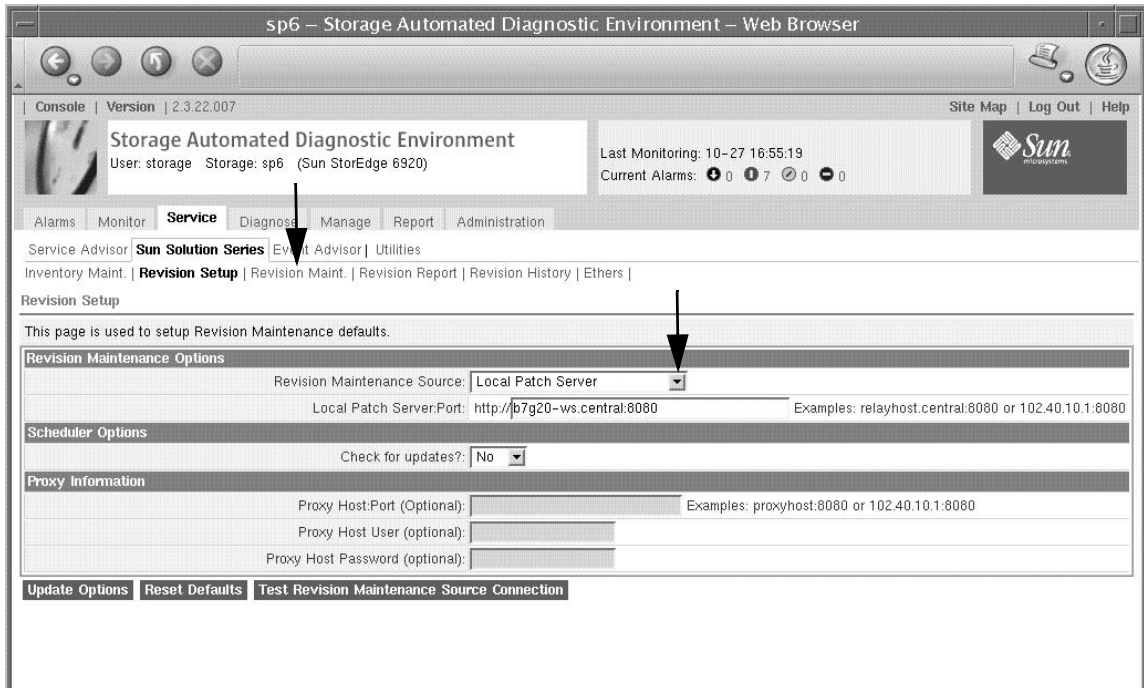 sp6 – Storage Automated Diagnostic Environment – Web Browser
| Console | Version | 2.3.22.007
Site Map | Log Out | Help
Storage Automated Diagnostic Environment
User: storage Storage: sp6 (Sun StorEdge 6920)
Last Monitoring: 10-27 16:55:19
Current Alarms: 0 7 0 0
Sun
microsystems
Alarms Monitor Service Diagnose Manage Report Administration
Service Advisor Sun Solution Series Event Advisor | Utilities
Inventory Maint. | Revision Setup | Revision Maint. | Revision Report | Revision History | Ethers |
Revision Setup
This page is used to setup Revision Maintenance defaults.
Revision Maintenance Options
Revision Maintenance Source: Local Patch Server
Local Patch Server:Port: http://b7g20-ws.central:8080 Examples: relayhost.central:8080 or 102.40.10.1:8080
Scheduler Options
Check for updates?: No
Proxy Information
Proxy Host:Port (Optional): Examples: proxyhost:8080 or 102.40.10.1:8080
Proxy Host User (optional):
Proxy Host Password (optional):
Update Options Reset Defaults Test Revision Maintenance Source Connection